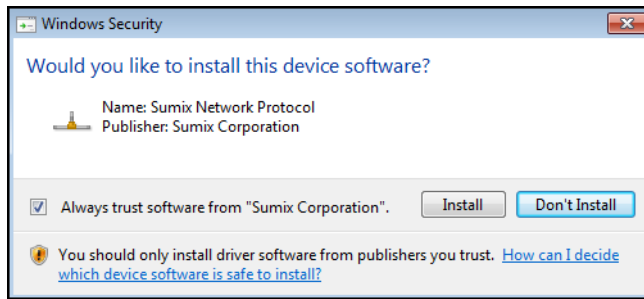 Windows Security
Would you like to install this device software?
Name: Sumix Network Protocol
Publisher: Sumix Corporation
Always trust software from "Sumix Corporation".
Install
Don't Install
You should only install driver software from publishers you trust. How can I decide
which device software is safe to install?